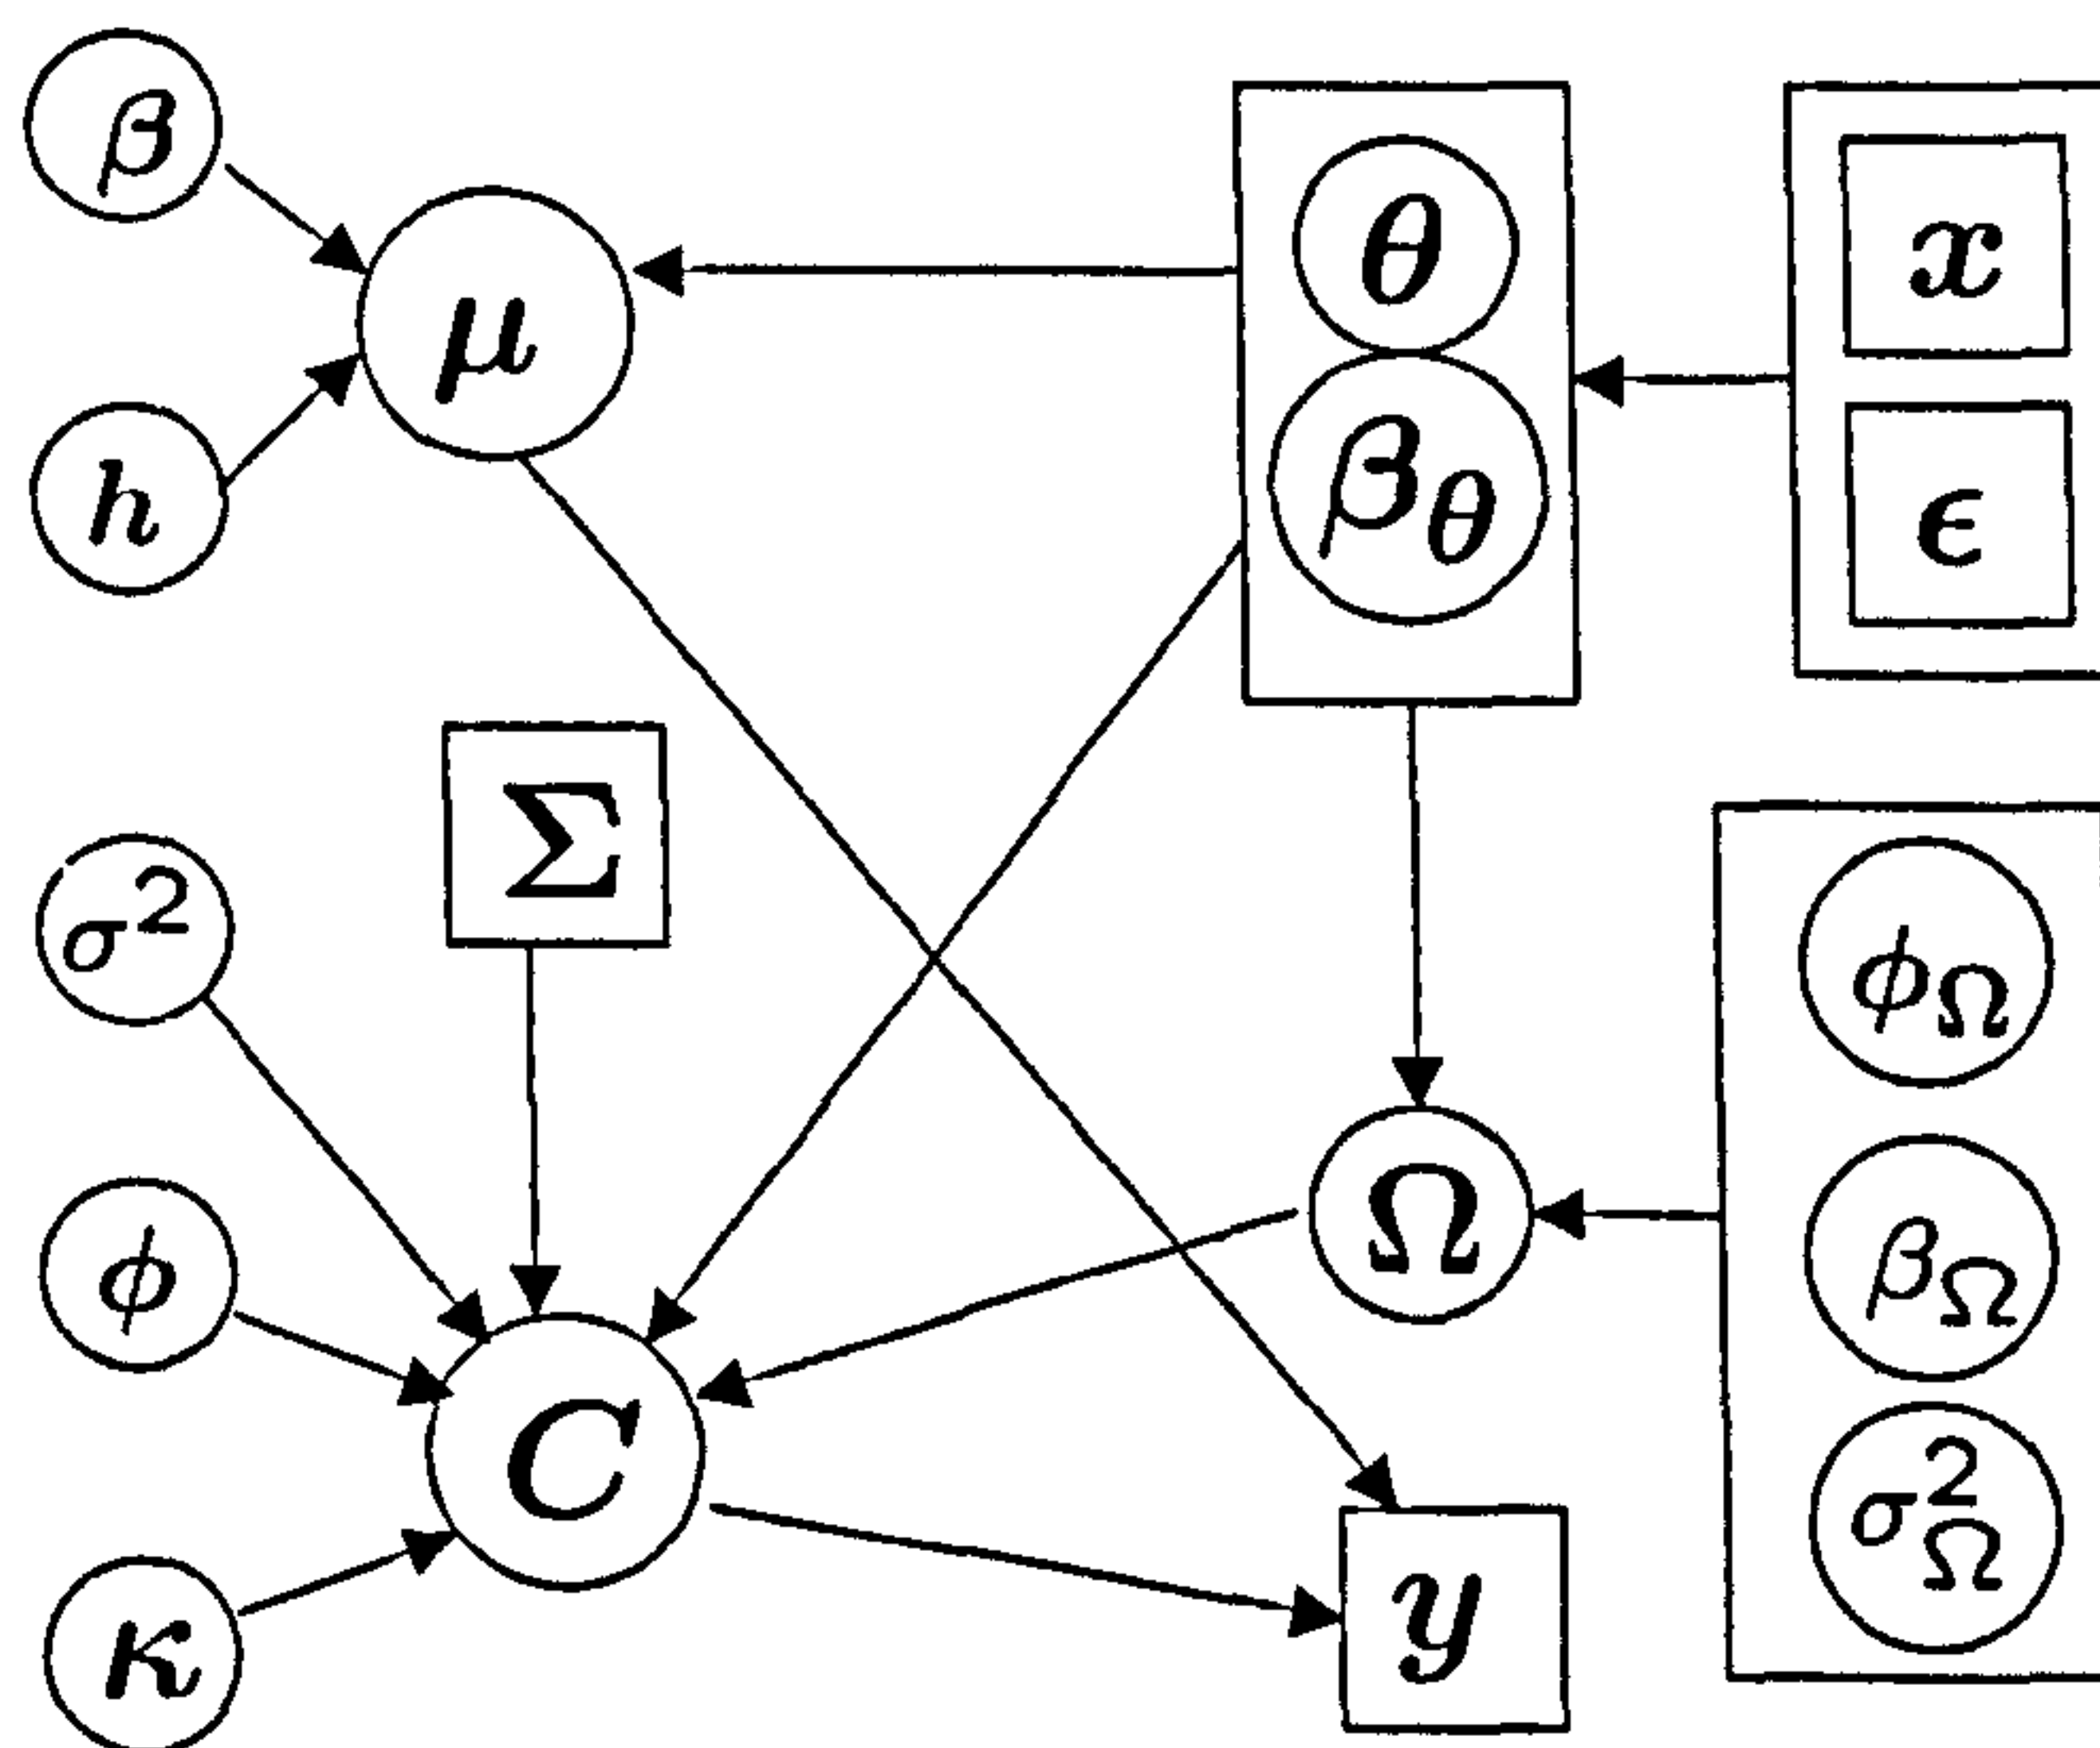 β
h
μ
θ
β_θ
x
ϵ
Σ
σ²
ϕ
κ
C
Ω
y
ϕ_Ω
β_Ω
σ²_Ω